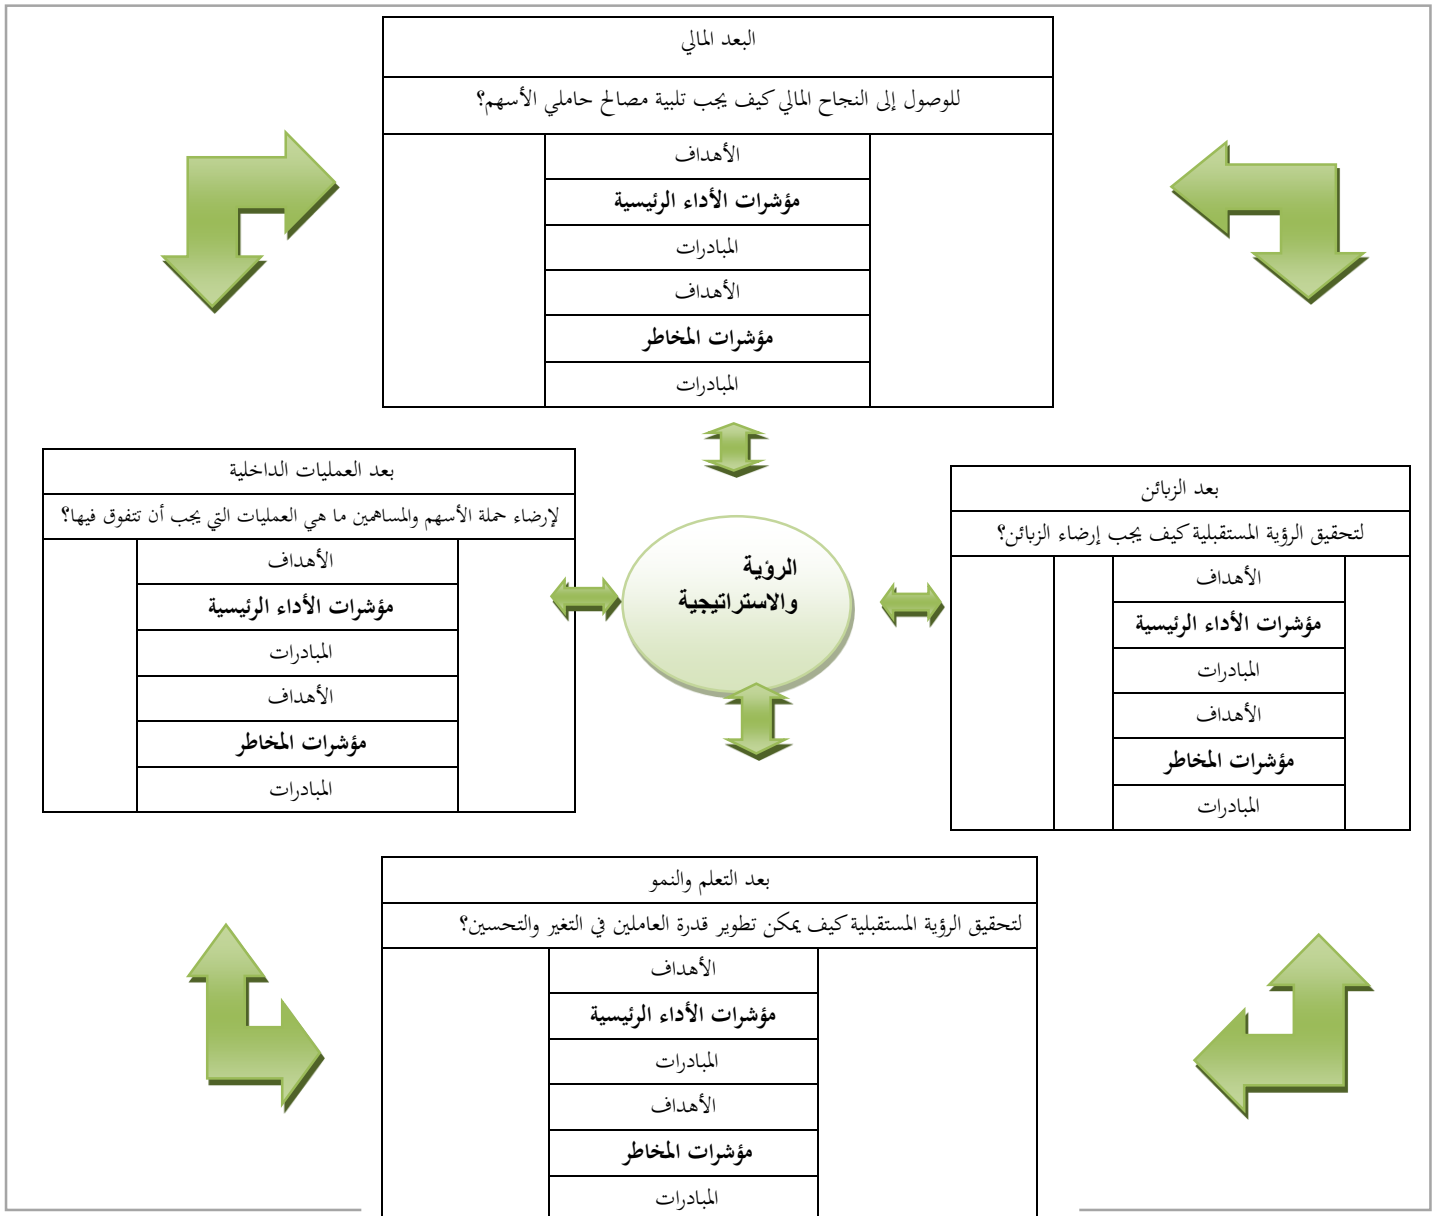 البعد المالي
للوصول إلى النجاح المالي كيف يجب تلبية مصالح حاملي الأسهم؟
الأهداف
مؤشرات الأداء الرئيسية
المبادرات
الأهداف
مؤشرات المخاطر
المبادرات
بعد الزبائن
لتحقيق الرؤية المستقبلية كيف يجب إرضاء الزبائن؟
الأهداف
مؤشرات الأداء الرئيسية
المبادرات
الأهداف
مؤشرات المخاطر
المبادرات
الرؤية
والاستراتيجية
بعد العمليات الداخلية
لإرضاء حملة الأسهم والمساهمين ما هي العمليات التي يجب أن تتفوق فيها؟
الأهداف
مؤشرات الأداء الرئيسية
المبادرات
الأهداف
مؤشرات المخاطر
المبادرات
بعد التعلم والنمو
لتحقيق الرؤية المستقبلية كيف يمكن تطوير قدرة العاملين في التغير والتحسين؟
الأهداف
مؤشرات الأداء الرئيسية
المبادرات
الأهداف
مؤشرات المخاطر
المبادرات